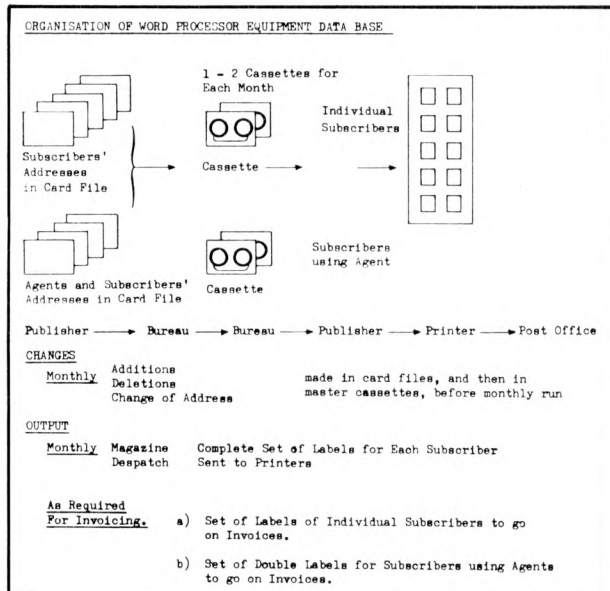 ORGANISATION OF WORD PROCESSOR EQUIPMENT DATA BASE
1 - 2 Cassettes for
Each Month
Individual
Subscribers
Subscribers'
Addresses
in Card File
Cassette
Agents and Subscribers'
Addresses in Card File
Cassette
Subscribers
using Agent
Publisher Bureau Bureau Publisher Printer Post Office
CHANGES
Monthly Additions
Deletions
Change of Address
made in card files, and then in
master cassettes, before monthly run
OUTPUT
Monthly Magazine Complete Set of Labels for Each Subscriber
Despatch Sent to Printers
As Required
For Invoicing. a) Set of Labels of Individual Subscribers to go
on Invoices.
b) Set of Double Labels for Subscribers using Agents
to go on Invoices.